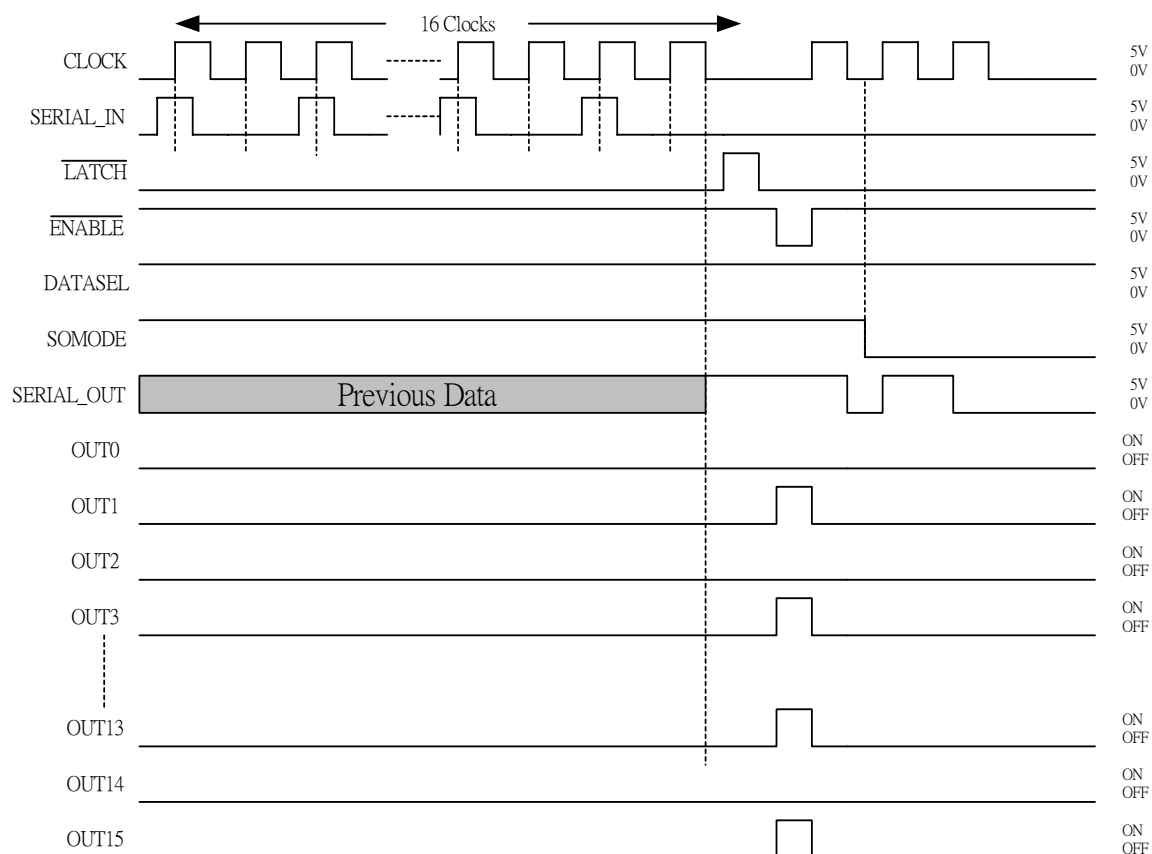 16 Clocks
CLOCK
5V
0V
SERIAL_IN
5V
0V
LATCH
5V
0V
ENABLE
5V
0V
DATASEL
5V
0V
SOMODE
5V
0V
SERIAL_OUT
Previous Data
5V
0V
OUT0
ON
OFF
OUT1
ON
OFF
OUT2
ON
OFF
OUT3
ON
OFF
OUT13
ON
OFF
OUT14
ON
OFF
OUT15
ON
OFF